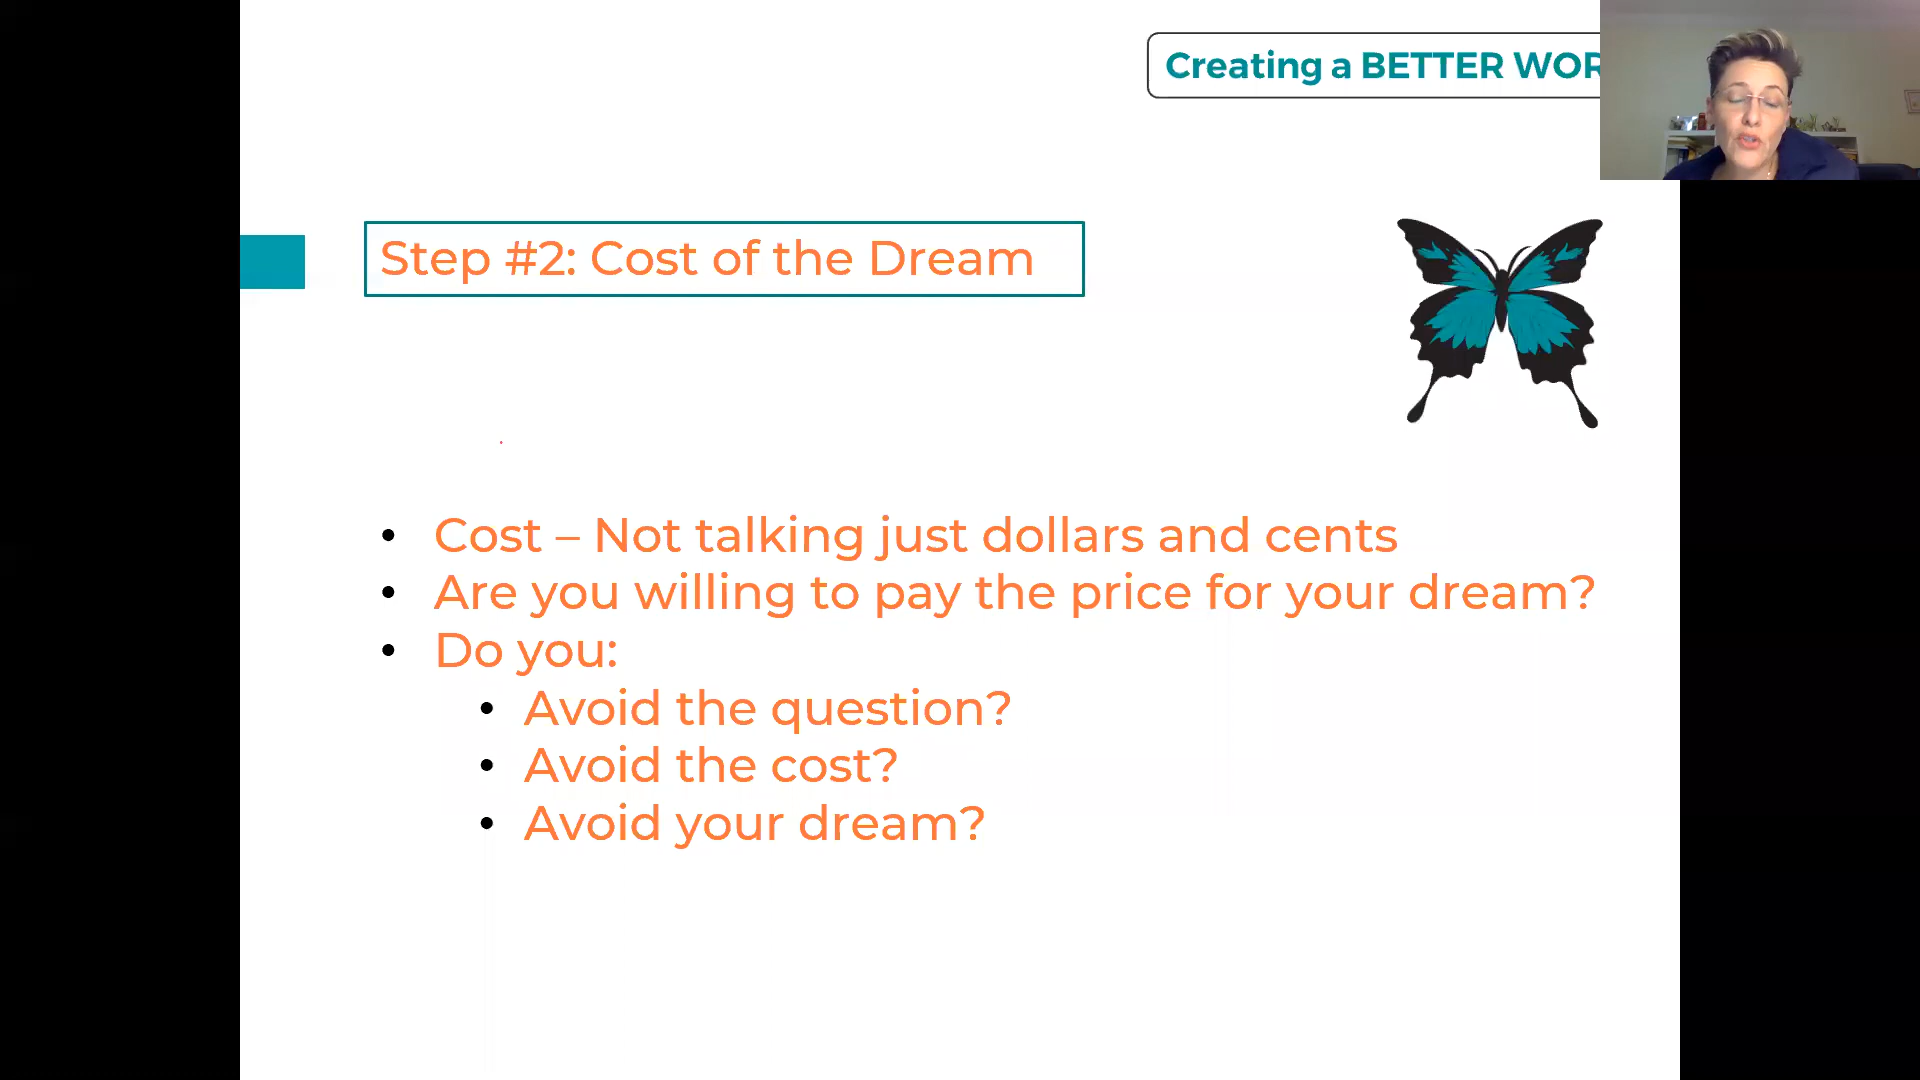 Creating a BETTER
Step #2: Cost of the Dream
• Cost – Not talking just dollars and cents
• Are you willing to pay the price for your dream?
• Do you:
• Avoid the question?
• Avoid the cost?
• Avoid your dream?